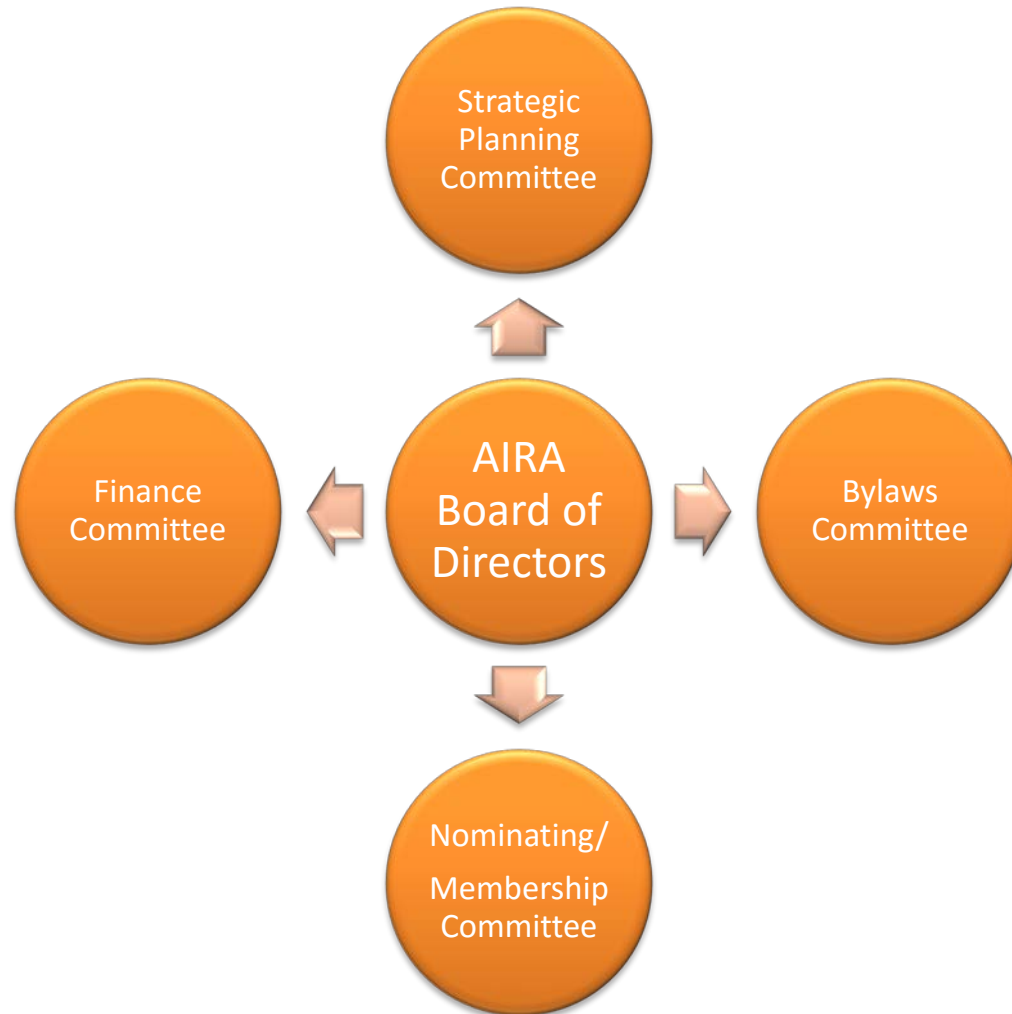 Strategic
Planning
Committee
Finance
Committee
AIRA
Board of
Directors
Bylaws
Committee
Nominating/
Membership
Committee